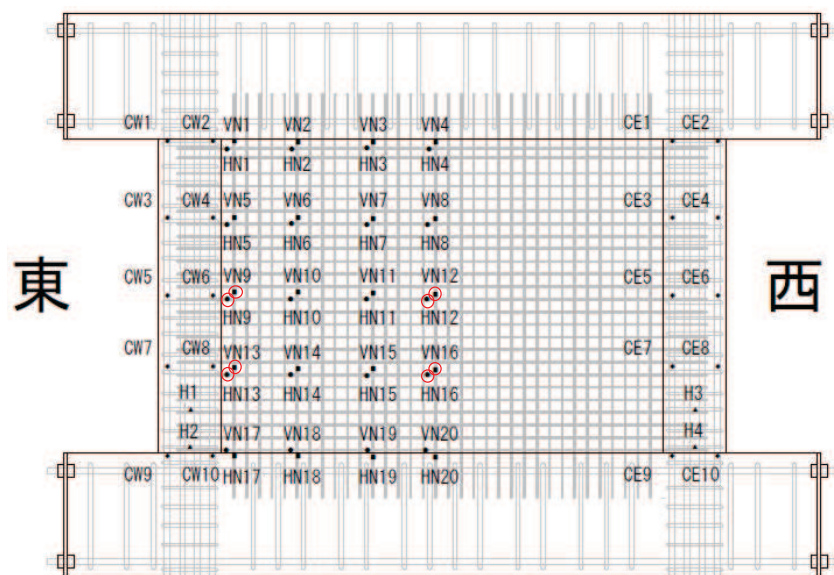 CW1 CW2 VN1 VN2 VN3 VN4 CE1 CE2
HN1 HN2 HN3 HN4
CW3 CW4 VN5 VN6 VN7 VN8 CE3 CE4
HN5 HN6 HN7 HN8
東 西
CW5 CW6 VN9 VN10 VN11 VN12 CE5 CE6
HN9 HN10 HN11 HN12
CW7 CW8 VN13 VN14 VN15 VN16 CE7 CE8
H1 HN13 HN14 HN15 HN16 H3
H2 VN17 VN18 VN19 VN20 H4
CW9 CW10 HN17 HN18 HN19 HN20 CE9 CE10